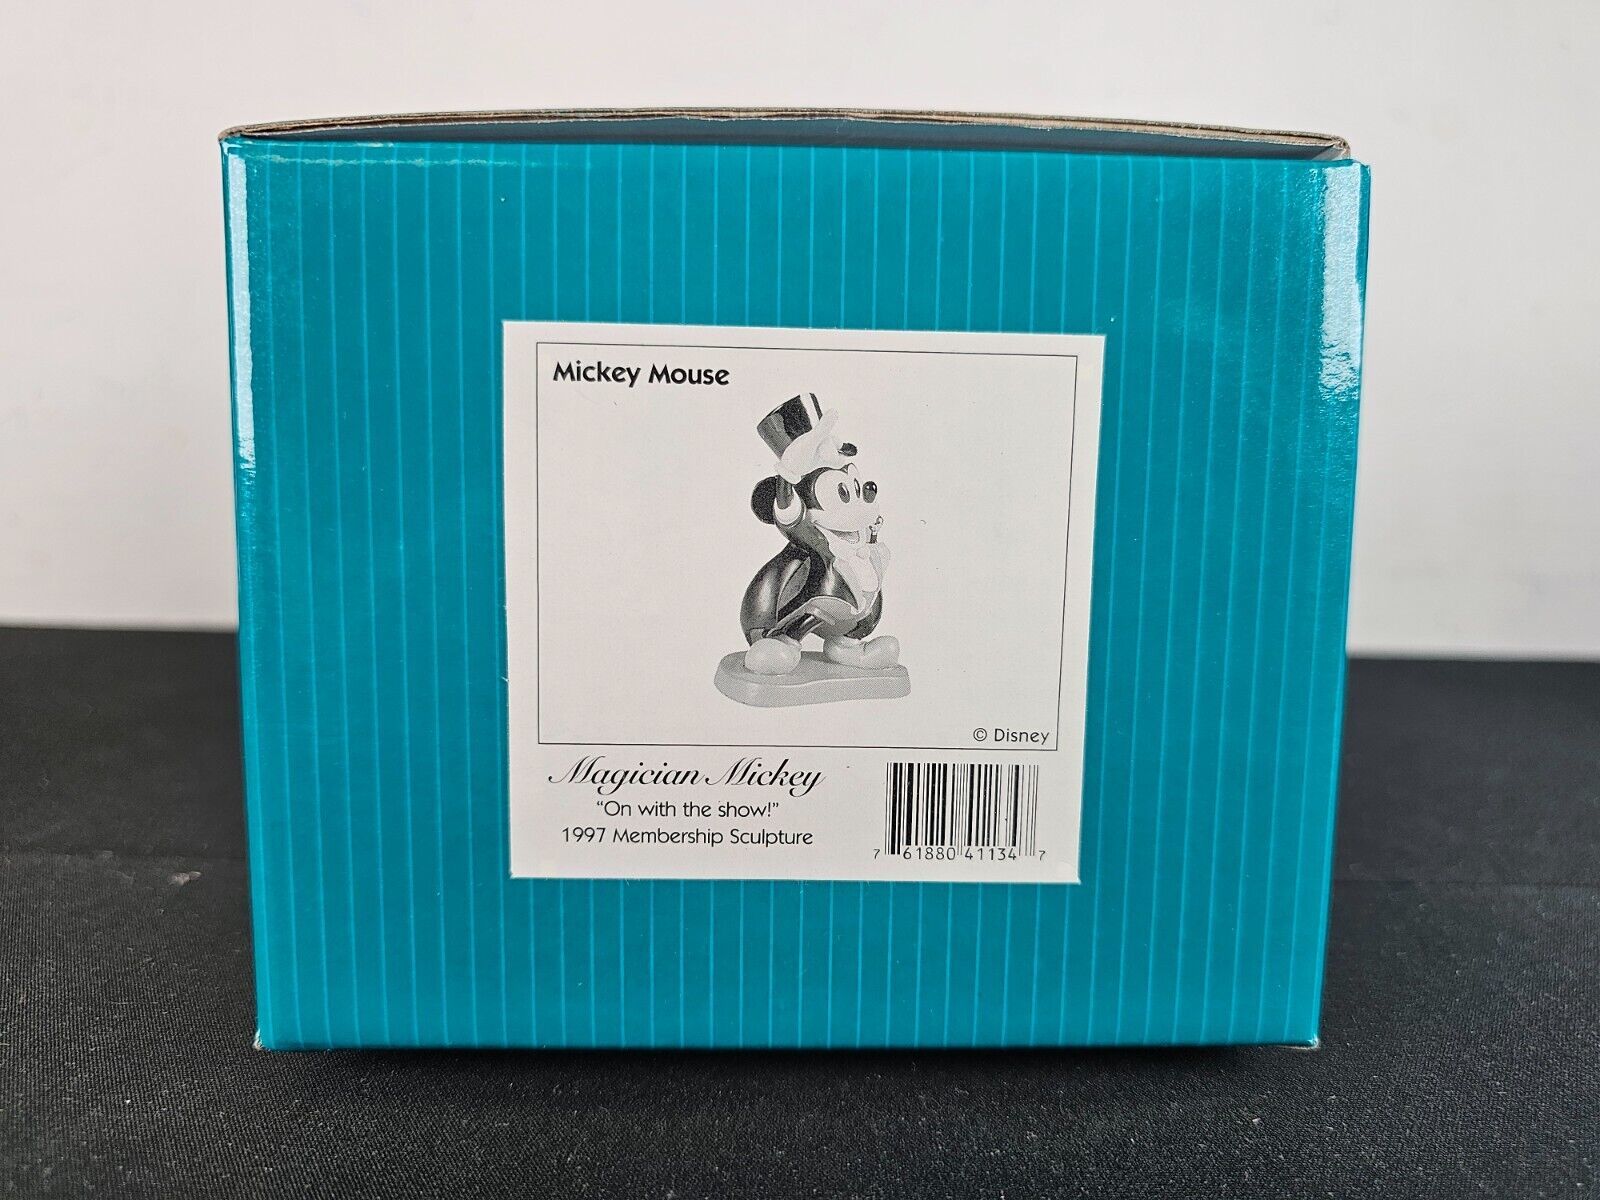 Mickey Mouse
© Disney
Magician Mickey
“On with the show!”
1997 Membership Sculpture
7 61880 41134 7